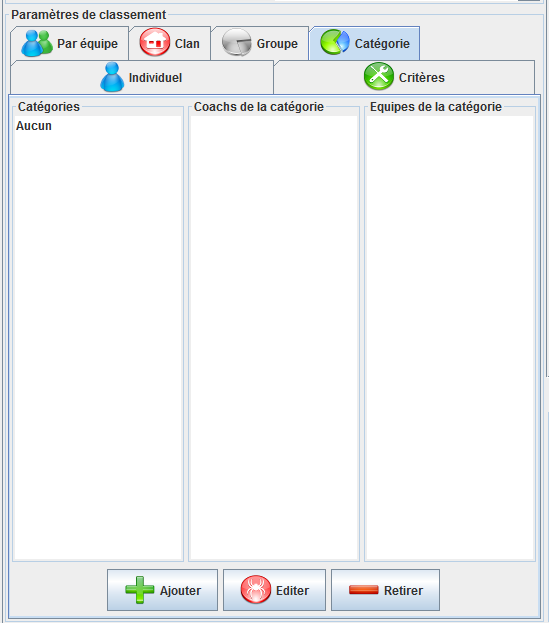 Paramètres de classement
Par équipe Clan Groupe Catégorie
Individuel Critères
Catégories Coachs de la catégorie Equipes de la catégorie
Aucun
Ajouter Editer Retirer